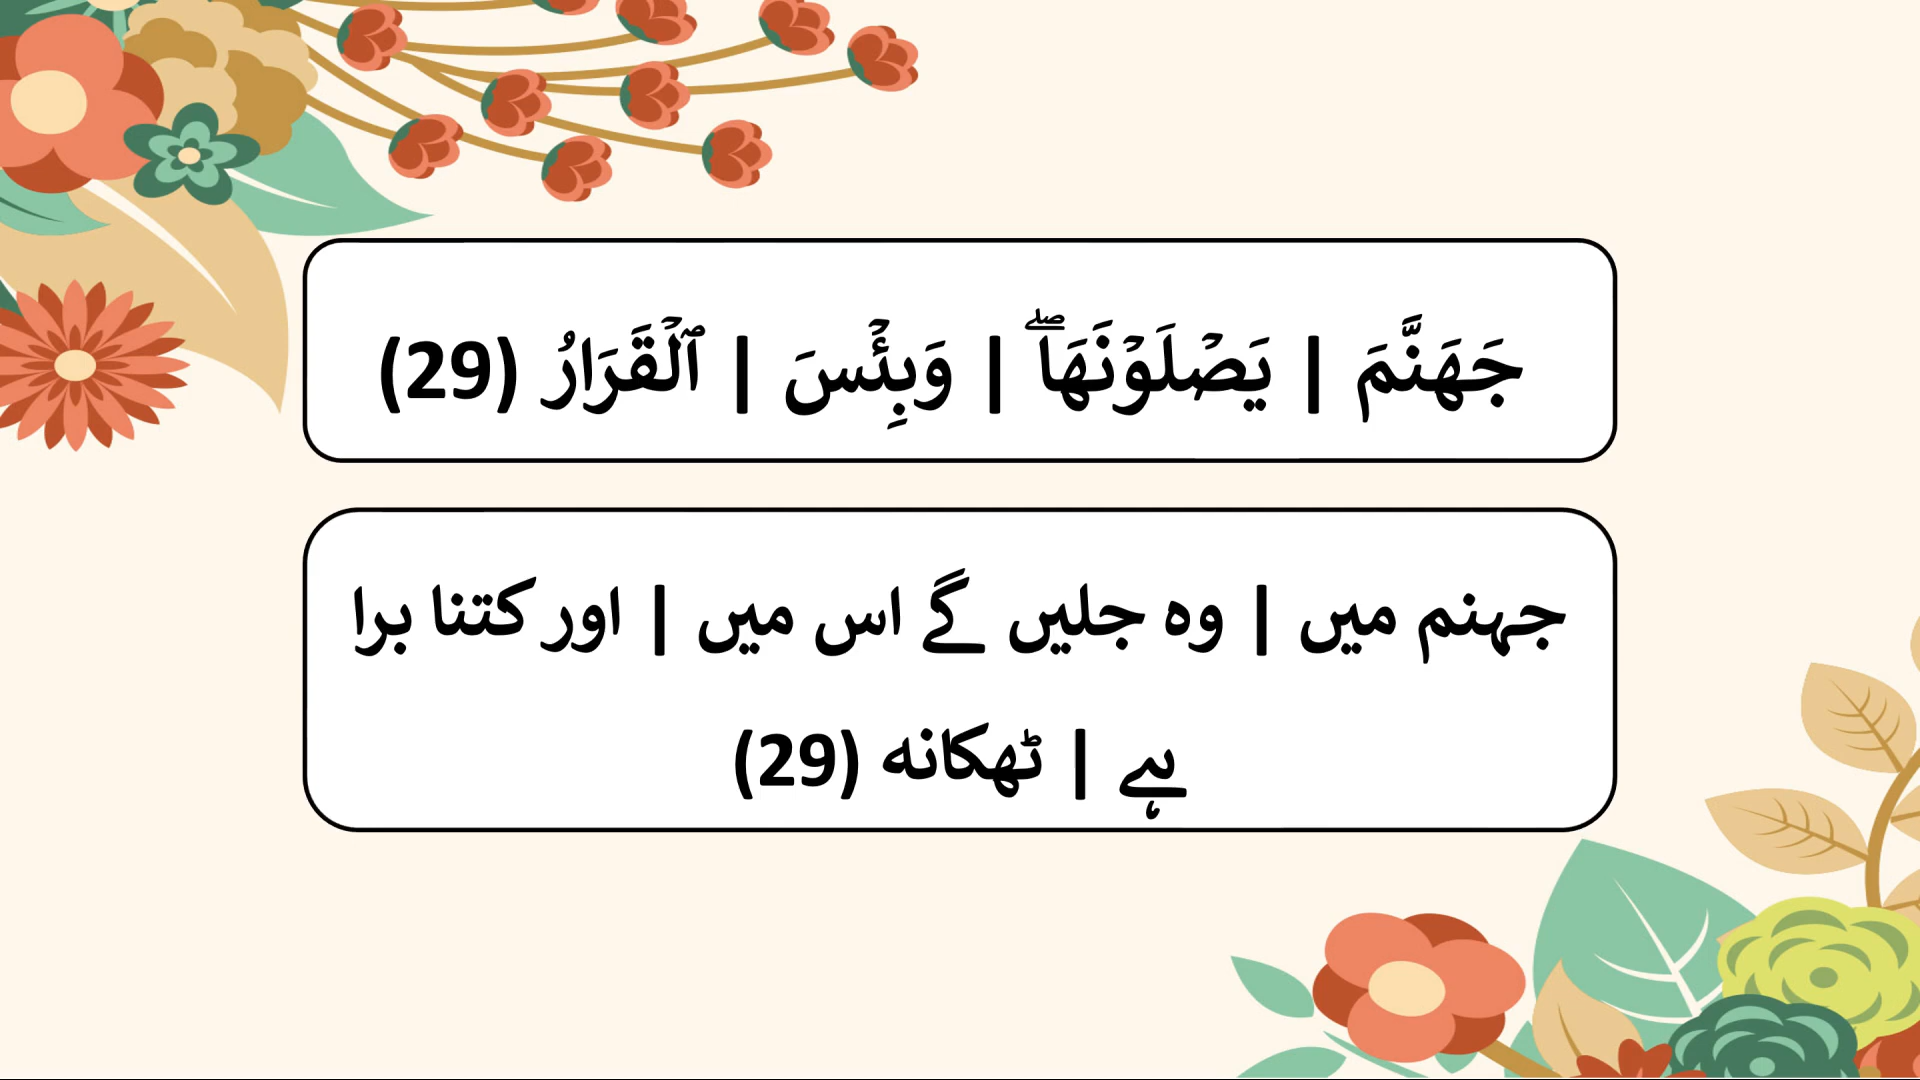 جَهَنَّمَ | يَصۡلَوۡنَهَاۖ | وَبِئۡسَ | ٱلۡقَرَارُ (29)
جہنم میں | وہ جلیں گے اس میں | اور کتنا برا
ہے | ٹھکانہ (29)